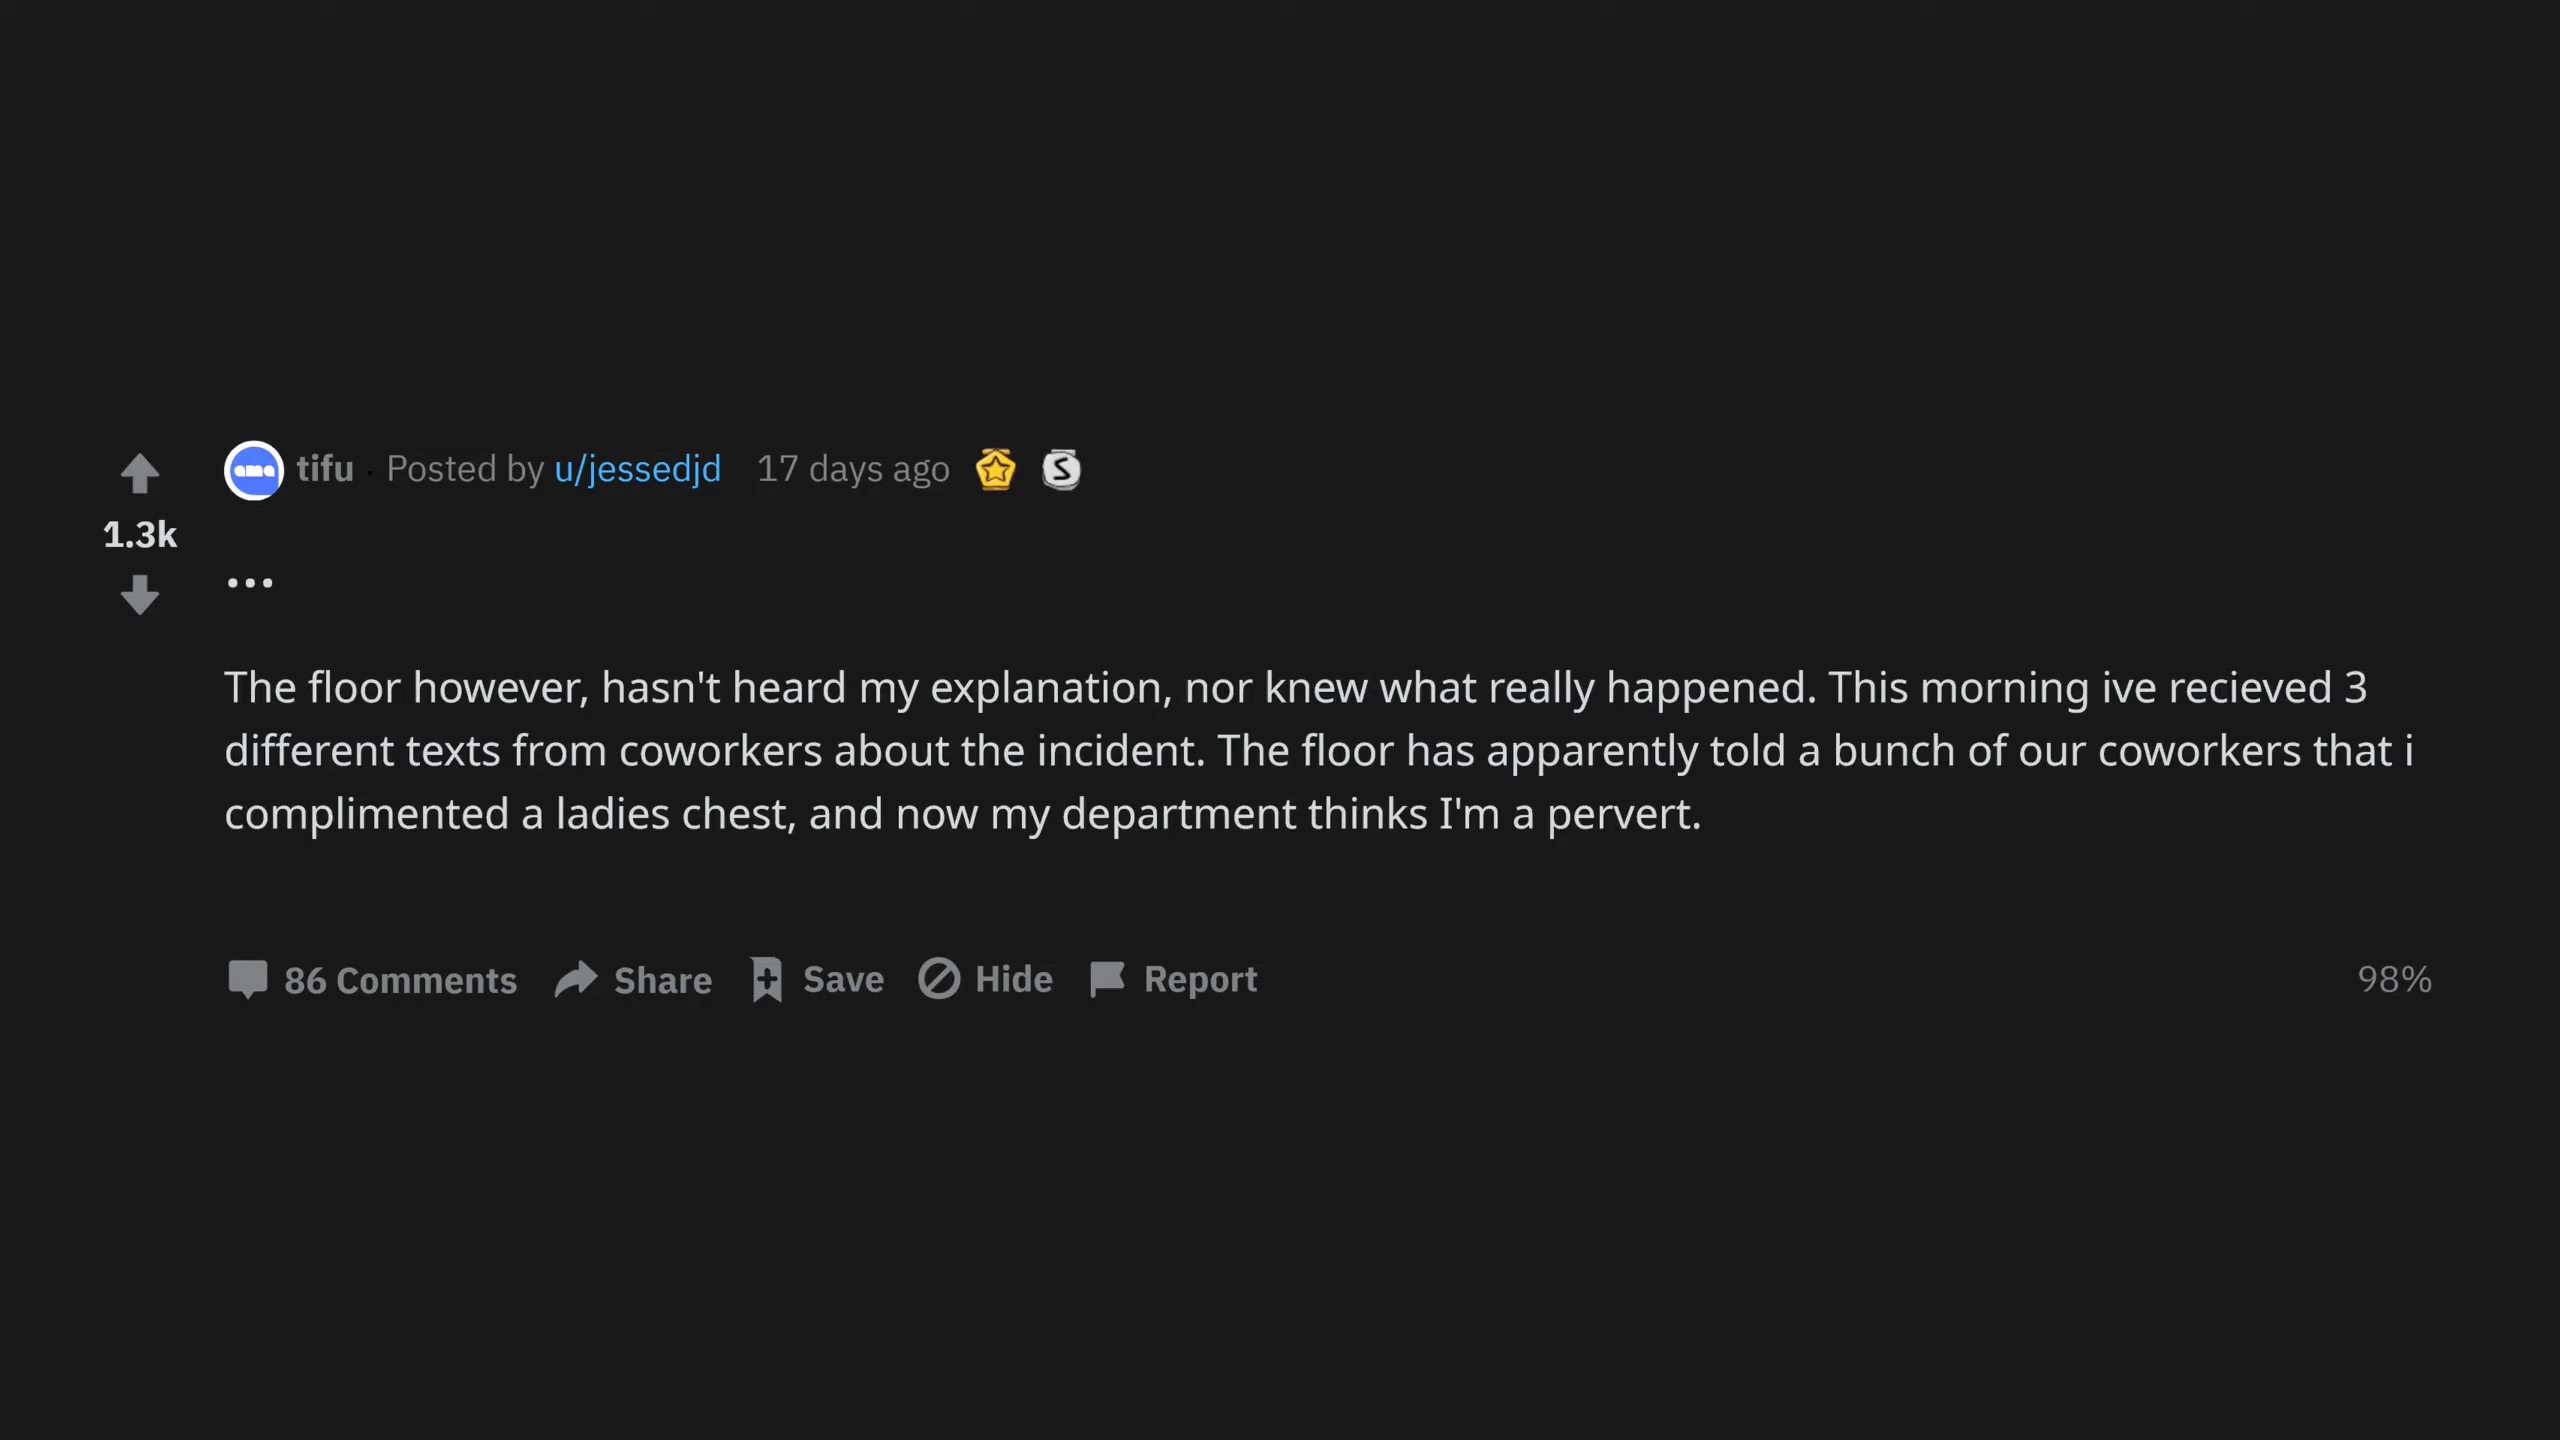 tifu · Posted by u/jessedjd 17 days ago
1.3k
...
The floor however, hasn't heard my explanation, nor knew what really happened. This morning ive recieved 3
different texts from coworkers about the incident. The floor has apparently told a bunch of our coworkers that i
complimented a ladies chest, and now my department thinks I'm a pervert.
86 Comments Share Save Hide Report 98%